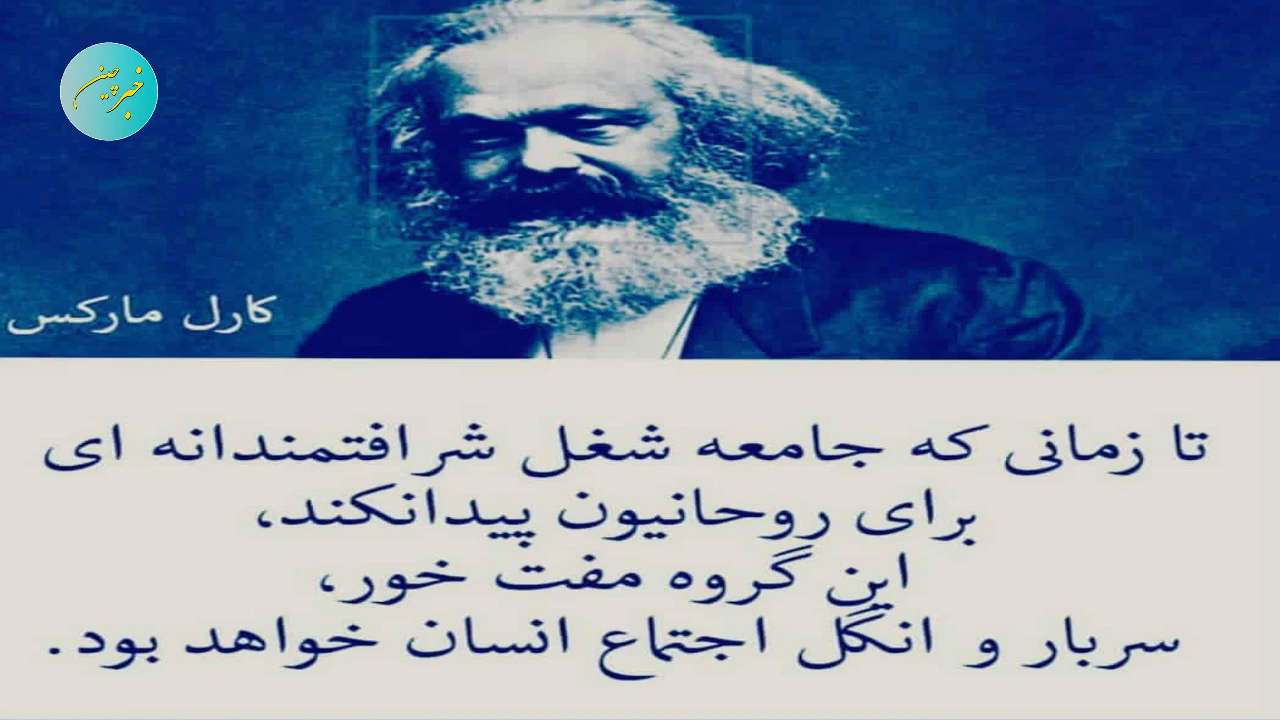 خبرچین
کارل مارکس
تا زمانی که جامعه شغل شرافتمندانه ای
برای روحانیون پیدانکند،
این گروه مفت خور،
سربار و انگل اجتماع انسان خواهد بود.